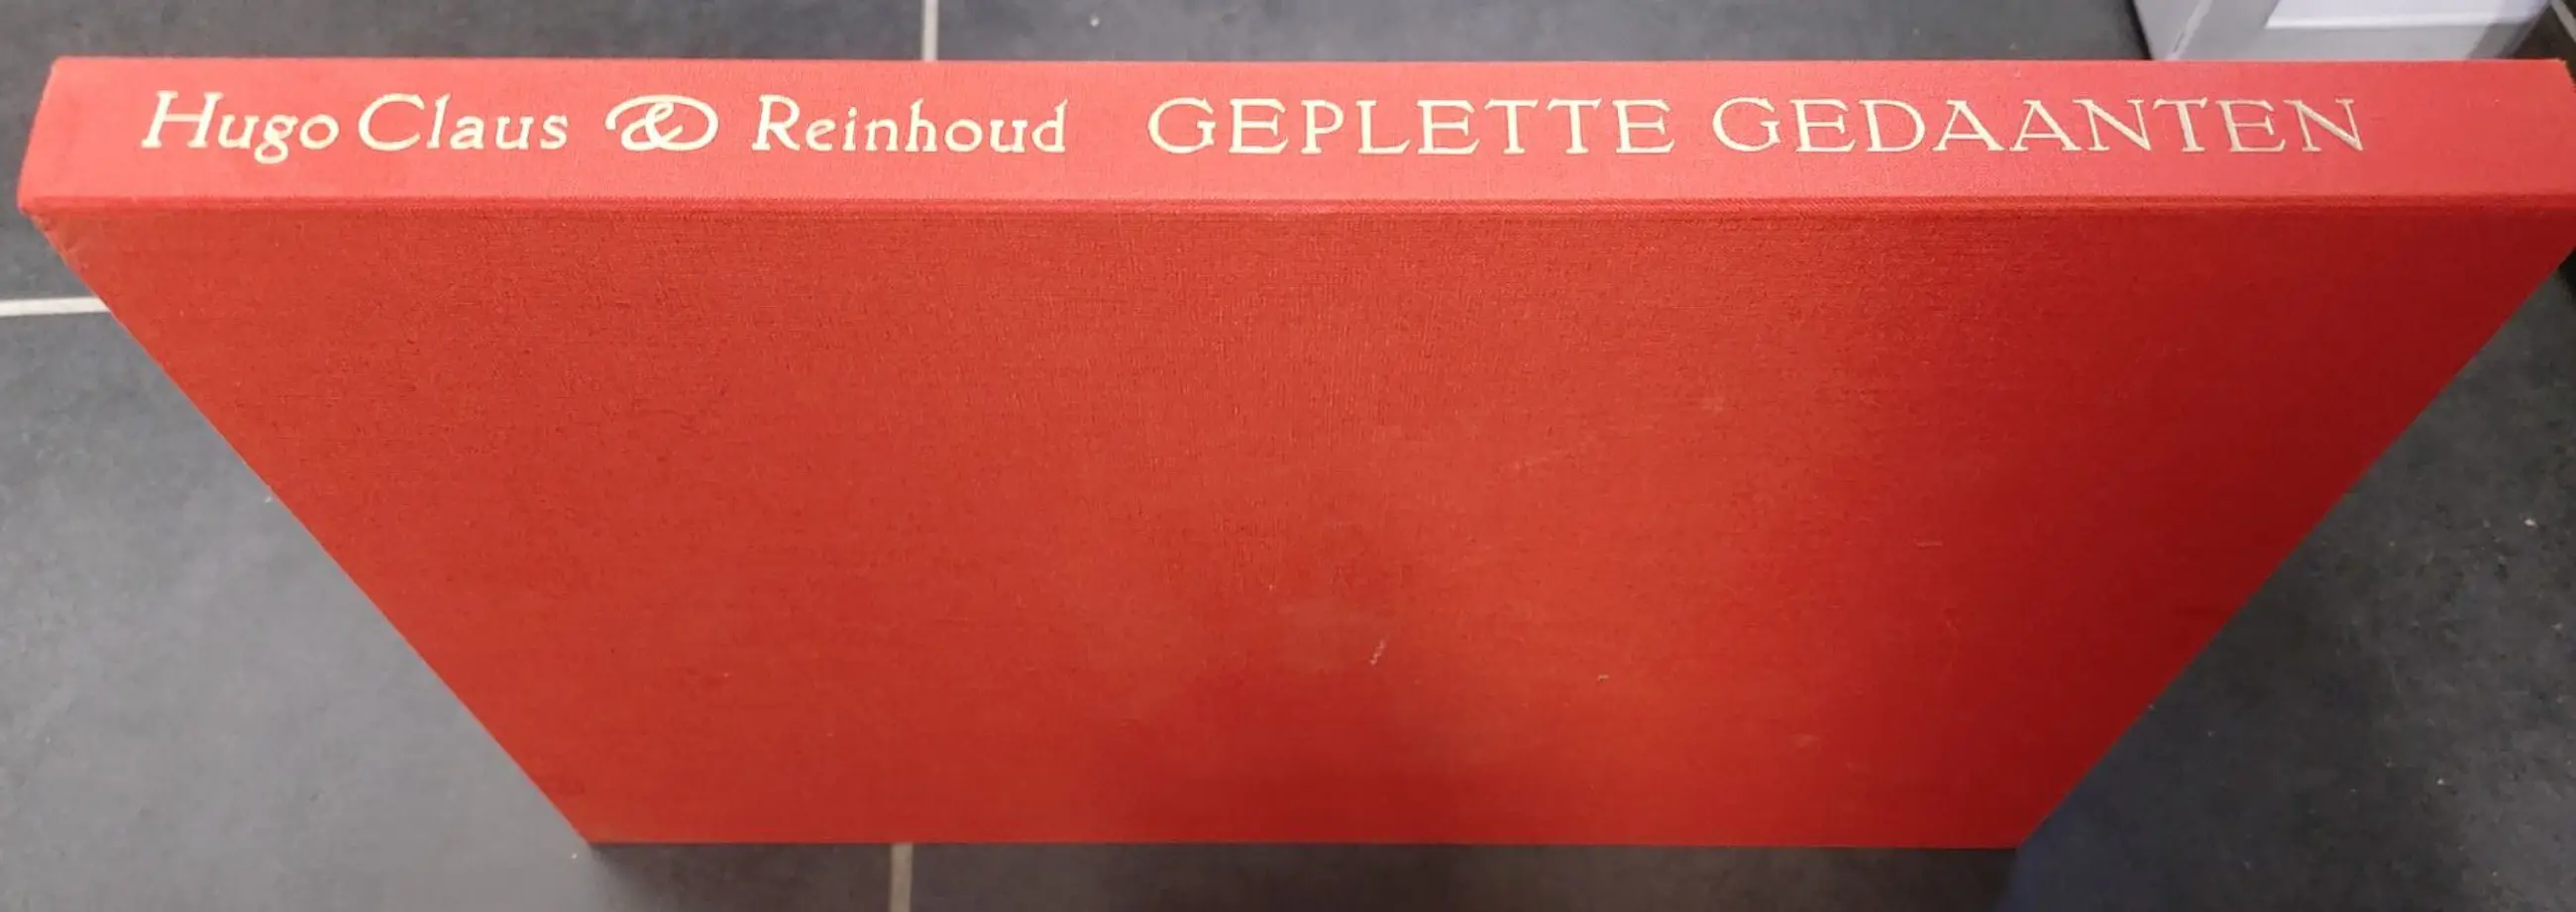 Hugo Claus & Reinhoud GEPLETTE GEDAANTEN